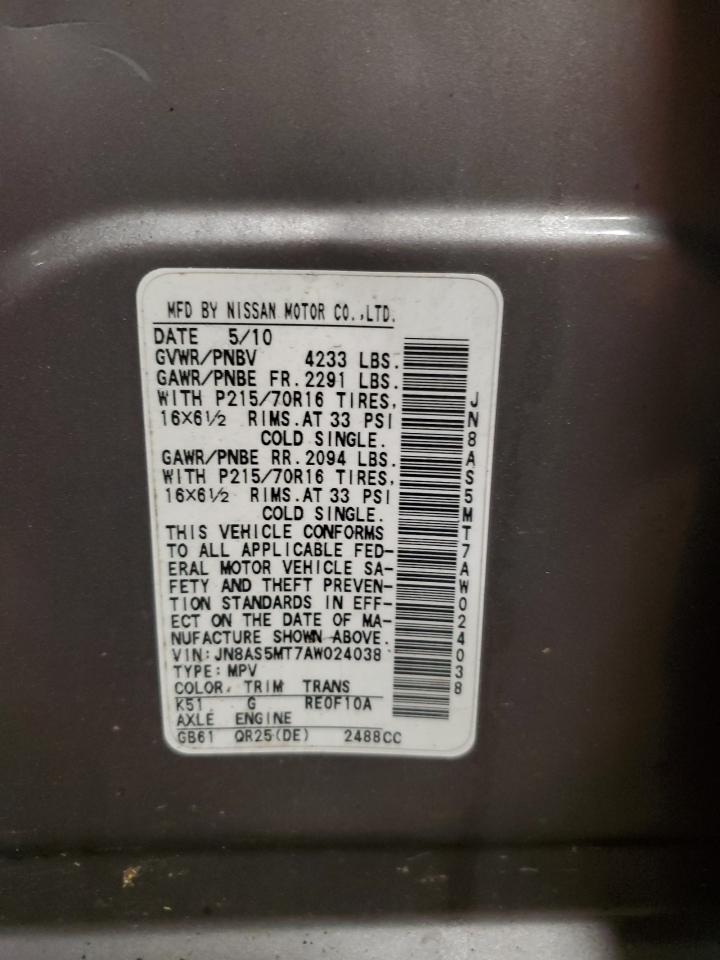 MFD BY NISSAN MOTOR CO.,LTD.
DATE 5/10
GVWR/PNBV 4233 LBS.
GAWR/PNBE FR.2291 LBS.
WITH P215/70R16 TIRES,
16X6½ RIMS.AT 33 PSI
COLD SINGLE.
GAWR/PNBE RR.2094 LBS.
WITH P215/70R16 TIRES,
16X6½ RIMS.AT 33 PSI
COLD SINGLE.
THIS VEHICLE CONFORMS
TO ALL APPLICABLE FED-
ERAL MOTOR VEHICLE SA-
FETY AND THEFT PREVEN-
TION STANDARDS IN EFF-
ECT ON THE DATE OF MA-
NUFACTURE SHOWN ABOVE.
VIN:JN8AS5MT7AW024038
TYPE:MPV
COLOR, TRIM TRANS
K51 G RE0F10A
AXLE ENGINE
GB61 QR25(DE) 2488CC
JN8AS5MT7AW024038